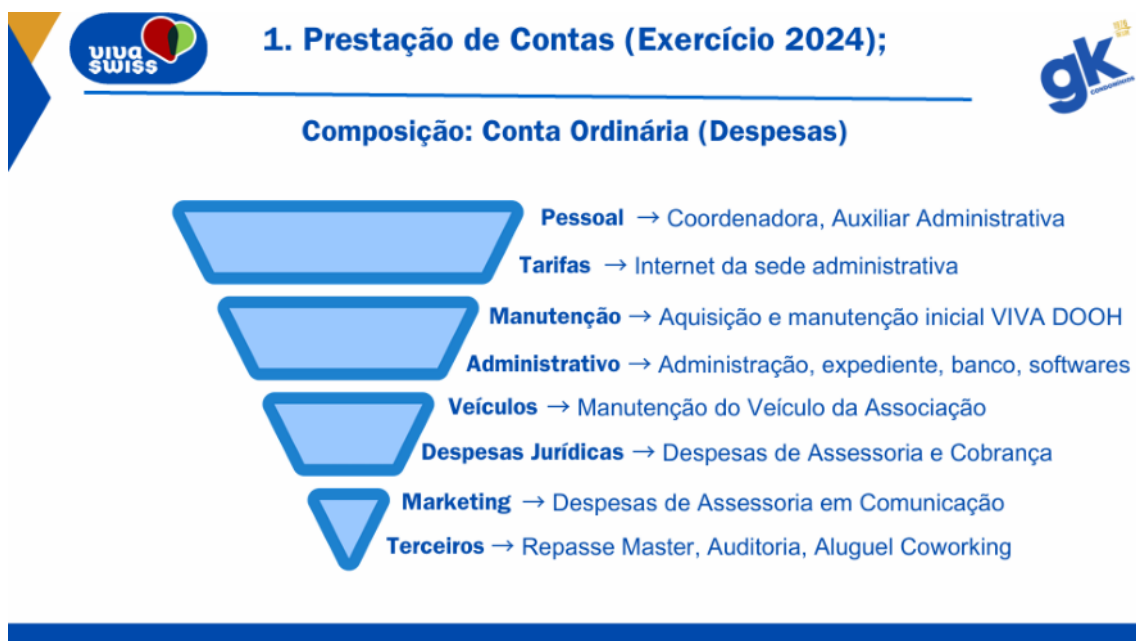 viva
swiss
1. Prestação de Contas (Exercício 2024);
gk
CONDOMÍNIOS
Composição: Conta Ordinária (Despesas)
Pessoal → Coordenadora, Auxiliar Administrativa
Tarifas → Internet da sede administrativa
Manutenção → Aquisição e manutenção inicial VIVA DOOH
Administrativo → Administração, expediente, banco, softwares
Veículos → Manutenção do Veículo da Associação
Despesas Jurídicas → Despesas de Assessoria e Cobrança
Marketing → Despesas de Assessoria em Comunicação
Terceiros → Repasse Master, Auditoria, Aluguel Coworking